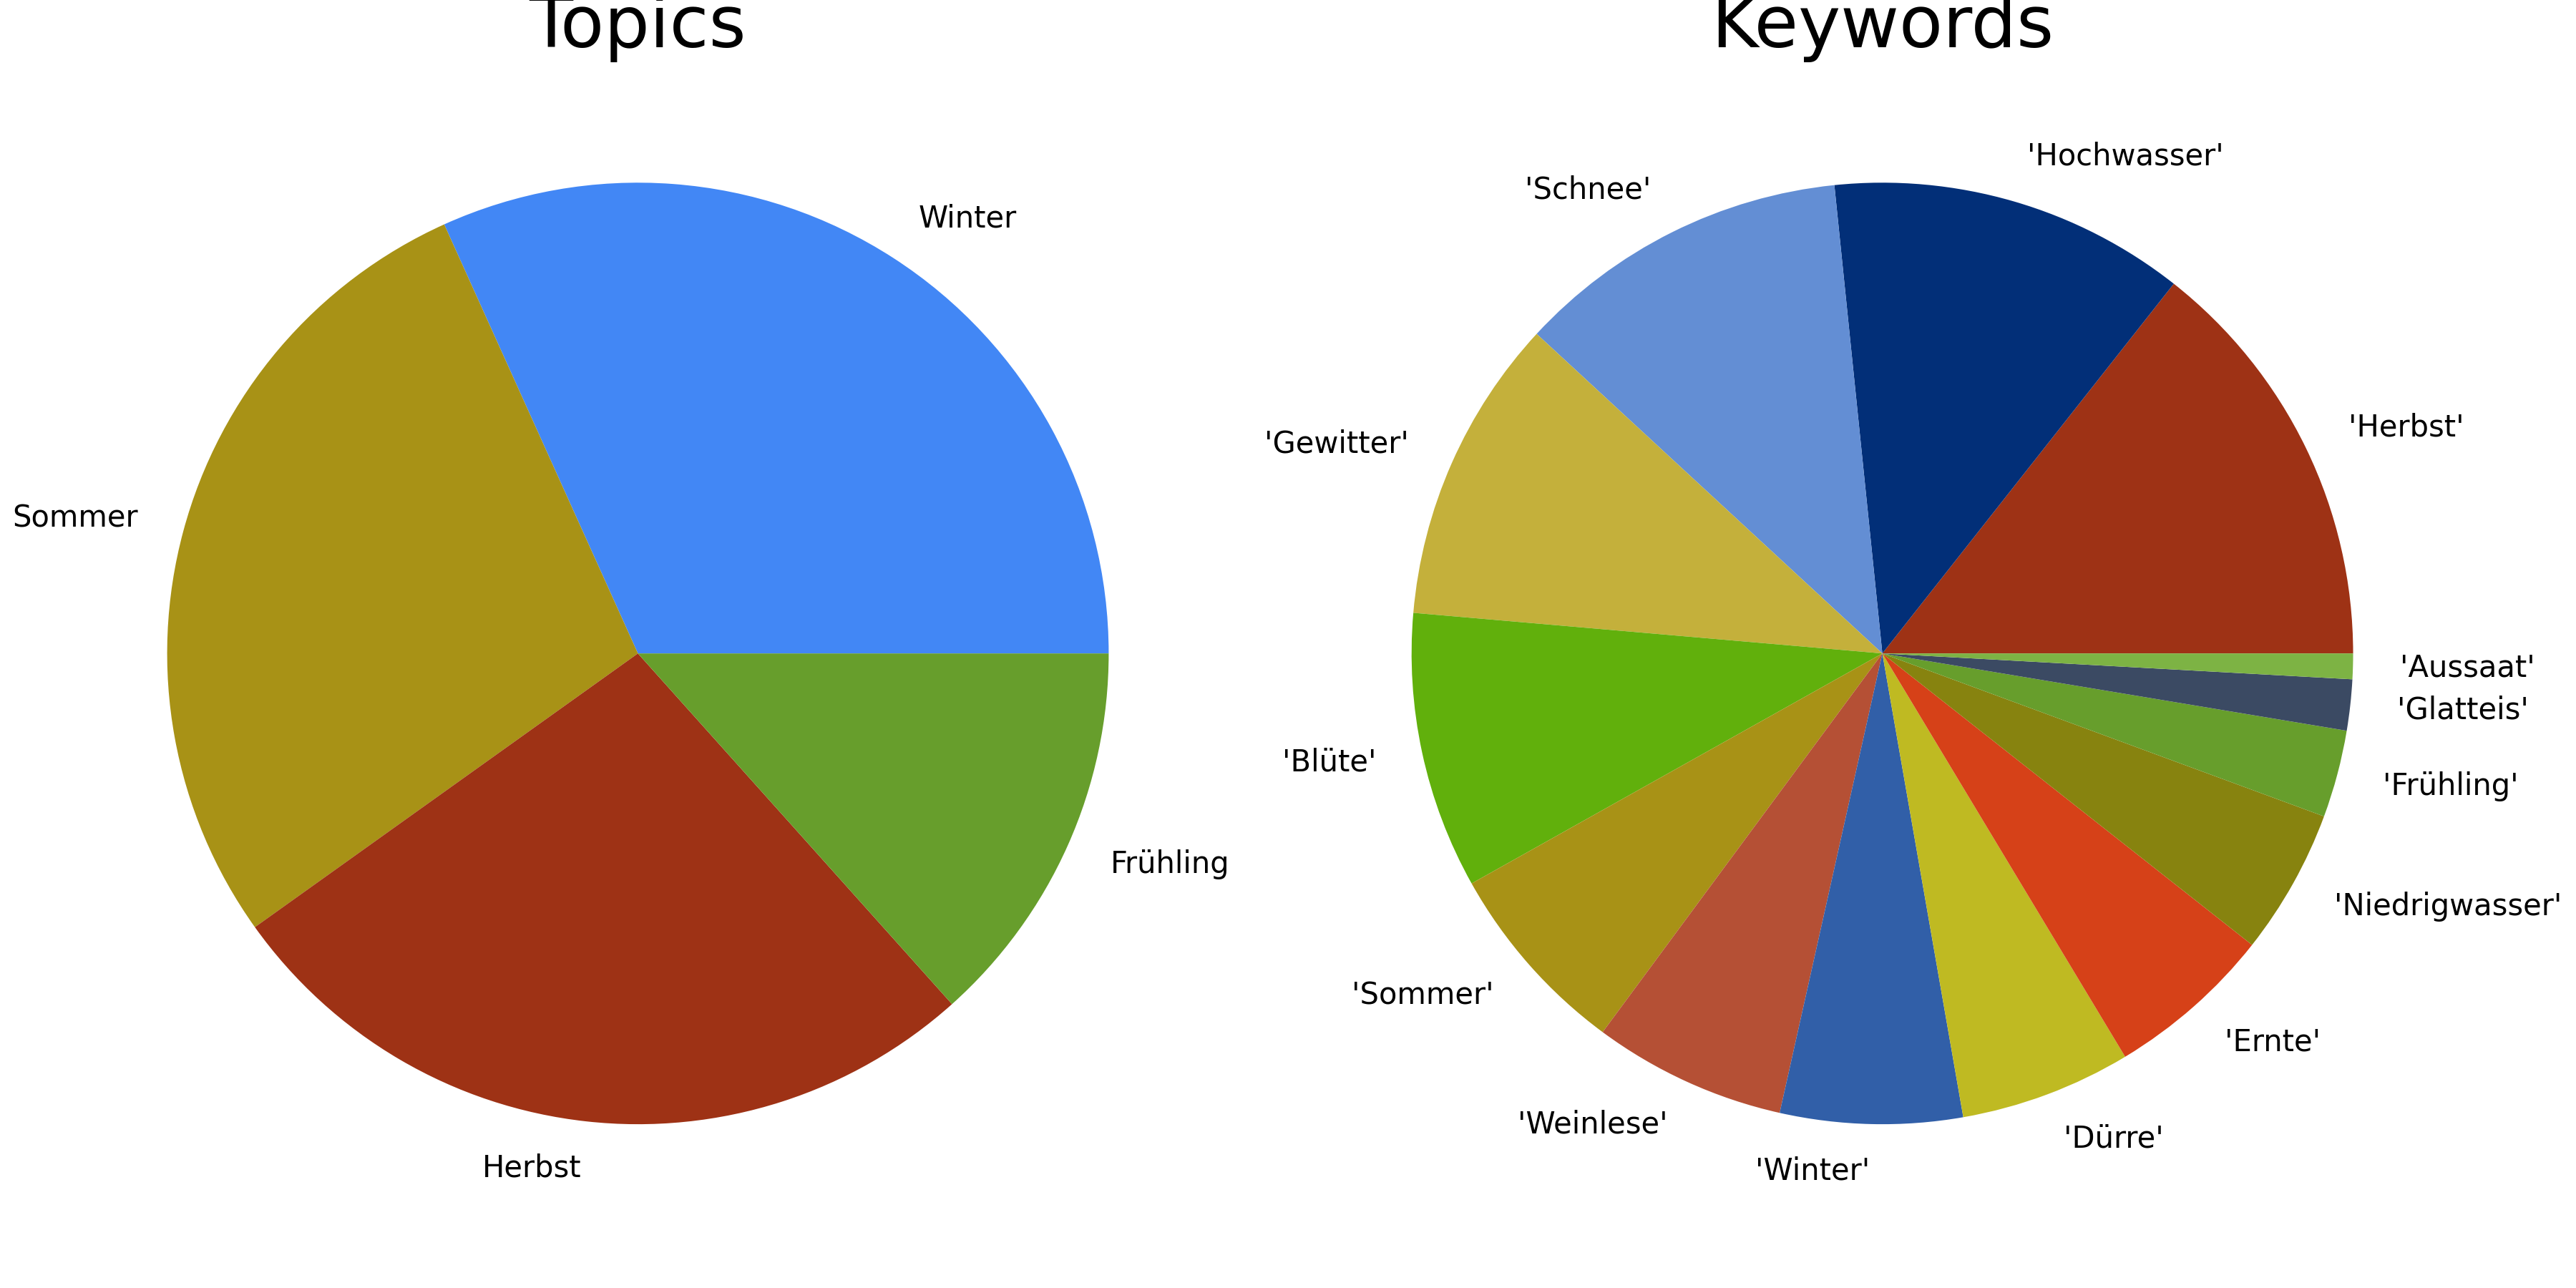 Topics
Winter
Sommer
Herbst
Frühling
Keywords
'Herbst'
'Hochwasser'
'Schnee'
'Gewitter'
'Blüte'
'Sommer'
'Weinlese'
'Winter'
'Dürre'
'Ernte'
'Niedrigwasser'
'Frühling'
'Glatteis'
'Aussaat'